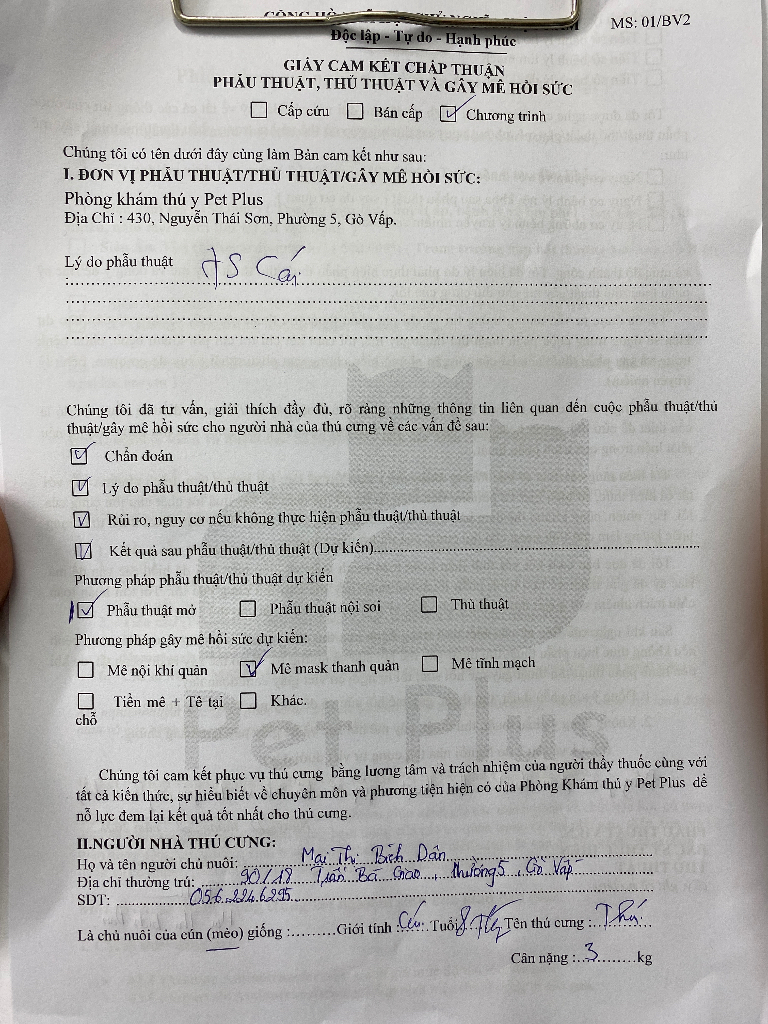 MS: 01/BV2
Độc lập - Tự do - Hạnh phúc
GIẤY CAM KẾT CHẤP THUẬN
PHẪU THUẬT, THỦ THUẬT VÀ GÂY MÊ HỒI SỨC
Cấp cứu Bán cấp Chương trình
Chúng tôi có tên dưới đây cùng làm Bản cam kết như sau:
I. ĐƠN VỊ PHẪU THUẬT/THỦ THUẬT/GÂY MÊ HỒI SỨC:
Phòng khám thú y Pet Plus
Địa Chỉ : 430, Nguyễn Thái Sơn, Phường 5, Gò Vấp.
Lý do phẫu thuật TS Cái
Chúng tôi đã tư vấn, giải thích đầy đủ, rõ ràng những thông tin liên quan đến cuộc phẫu thuật/thủ
thuật/gây mê hồi sức cho người nhà của thú cưng về các vấn đề sau:
Chẩn đoán
Lý do phẫu thuật/thủ thuật
Rủi ro, nguy cơ nếu không thực hiện phẫu thuật/thủ thuật
Kết quả sau phẫu thuật/thủ thuật (Dự kiến)
Phương pháp phẫu thuật/thủ thuật dự kiến
Phẫu thuật mở Phẫu thuật nội soi Thủ thuật
Phương pháp gây mê hồi sức dự kiến:
Mê nội khí quản Mê mask thanh quản Mê tĩnh mạch
Tiền mê + Tê tại Khác.
chỗ
Pet Plus
Chúng tôi cam kết phục vụ thú cưng bằng lương tâm và trách nhiệm của người thầy thuốc cùng với
tất cả kiến thức, sự hiểu biết về chuyên môn và phương tiện hiện có của Phòng Khám thú y Pet Plus để
nỗ lực đem lại kết quả tốt nhất cho thú cưng.
II.NGƯỜI NHÀ THÚ CƯNG:
Họ và tên người chủ nuôi: Mai Thị Bích Dân
Địa chỉ thường trú: 90/18 Trần Bá Giao, Phường 5, Gò Vấp
SDT: 056.224.6295
Là chủ nuôi của cún (mèo) giống : Giới tính : Cái Tuổi 8 Tên thú cưng :
Cân nặng : 3 kg